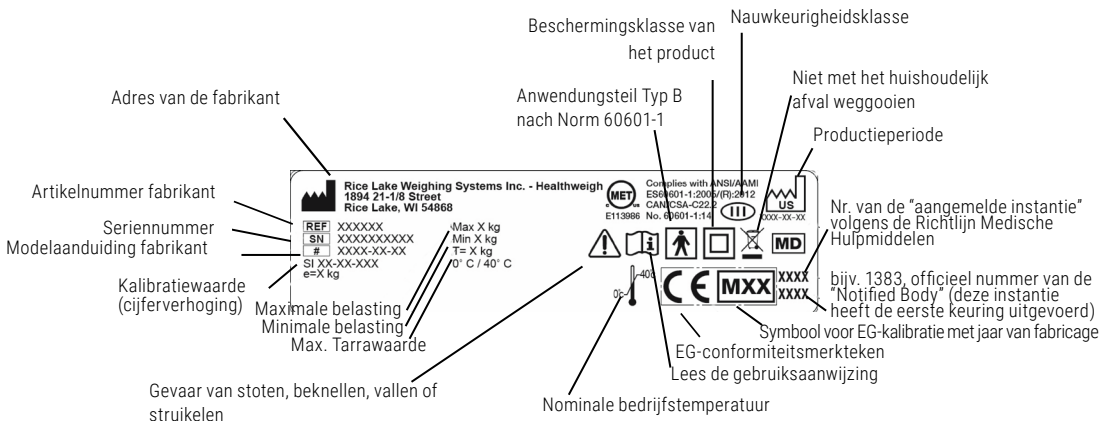 Nauwkeurigheidsklasse
Beschermingsklasse van
het product
Niet met het huishoudelijk
afval weggooien
Adres van de fabrikant
Anwendungsteil Typ B
nach Norm 60601-1
Productieperiode
Rice Lake Weighing Systems Inc. - Healthweigh
1894 21-1/8 Street
Rice Lake, WI 54868
MET
c us
E113986
Complies with ANSI/AAMI
ES60601-1:2005/(R):2012
CAN/CSA-C22.2
No. 60601-1:14
III
US
XXXX-XX-XX
Artikelnummer fabrikant
REF XXXXXX
Max X kg
Seriennummer
SN XXXXXXXXXX
Min X kg
Modelaanduiding fabrikant
# XXXX-XX-XX
T= X kg
SI XX-XX-XXX
0° C / 40° C
e=X kg
i
MD
Nr. van de “aangemelde instantie”
volgens de Richtlijn Medische
Hulpmiddelen
0°c
40c
CE MXX XXXX
XXXX
bijv. 1383, officieel nummer van de
“Notified Body” (deze instantie
heeft de eerste keuring uitgevoerd)
Kalibratiewaarde
(cijferverhoging)
Maximale belasting
Minimale belasting
Max. Tarrawaarde
Symbool voor EG-kalibratie met jaar van fabricage
EG-conformiteitsmerkteken
Lees de gebruiksaanwijzing
Gevaar van stoten, beknellen, vallen of
struikelen
Nominale bedrijfstemperatuur